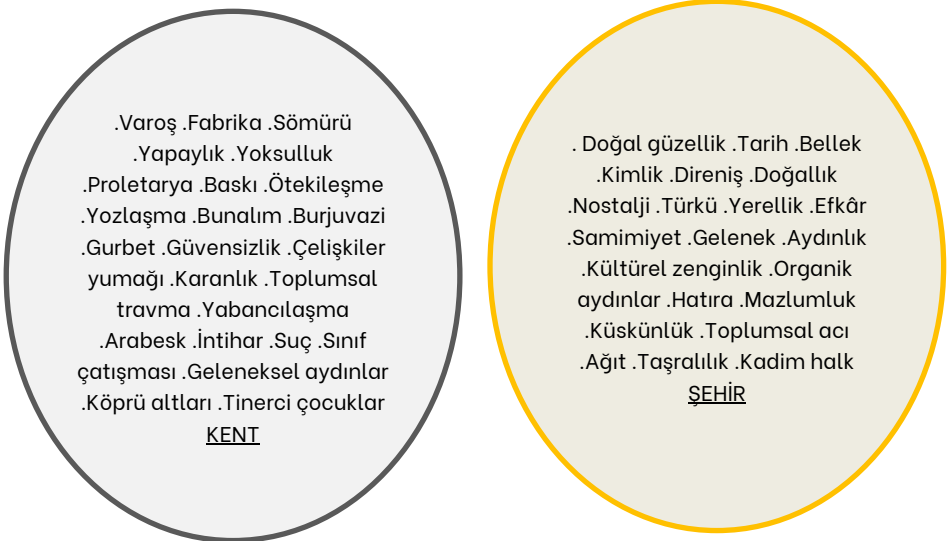 .Varoş .Fabrika .Sömürü
.Yapaylık .Yoksulluk
.Proletarya .Baskı .Ötekileşme
.Yozlaşma .Bunalım .Burjuvazi
.Gurbet .Güvensizlik .Çelişkiler
yumağı .Karanlık .Toplumsal
travma .Yabancılaşma
.Arabesk .İntihar .Suç .Sınıf
çatışması .Geleneksel aydınlar
.Köprü altları .Tinerci çocuklar
KENT
. Doğal güzellik .Tarih .Bellek
.Kimlik .Direniş .Doğallık
.Nostalji .Türkü .Yerellik .Efkâr
.Samimiyet .Gelenek .Aydınlık
.Kültürel zenginlik .Organik
aydınlar .Hatıra .Mazlumluk
.Küskünlük .Toplumsal acı
.Ağıt .Taşralılık .Kadim halk
ŞEHİR